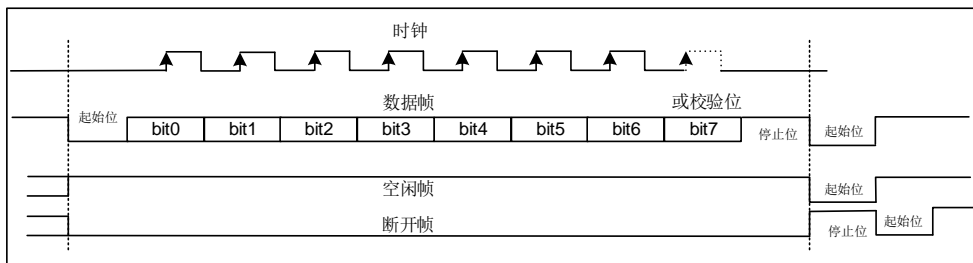 时钟
数据帧
或校验位
起始位 bit0 bit1 bit2 bit3 bit4 bit5 bit6 bit7 停止位 起始位
空闲帧 起始位
断开帧 停止位 起始位